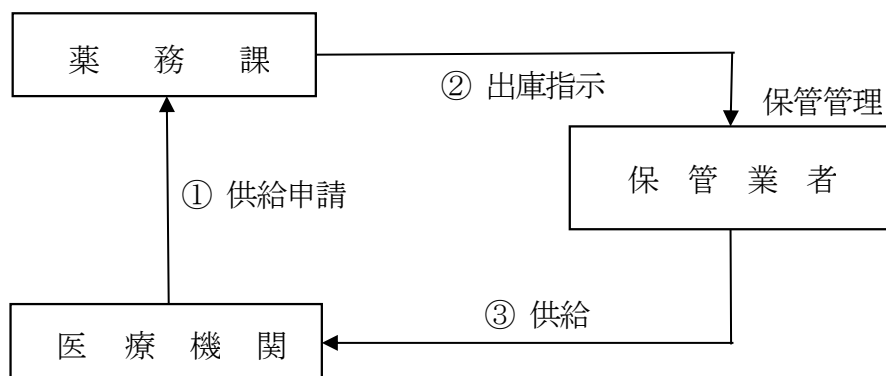 薬務課
② 出庫指示
保管管理
保管業者
① 供給申請
③ 供給
医療機関